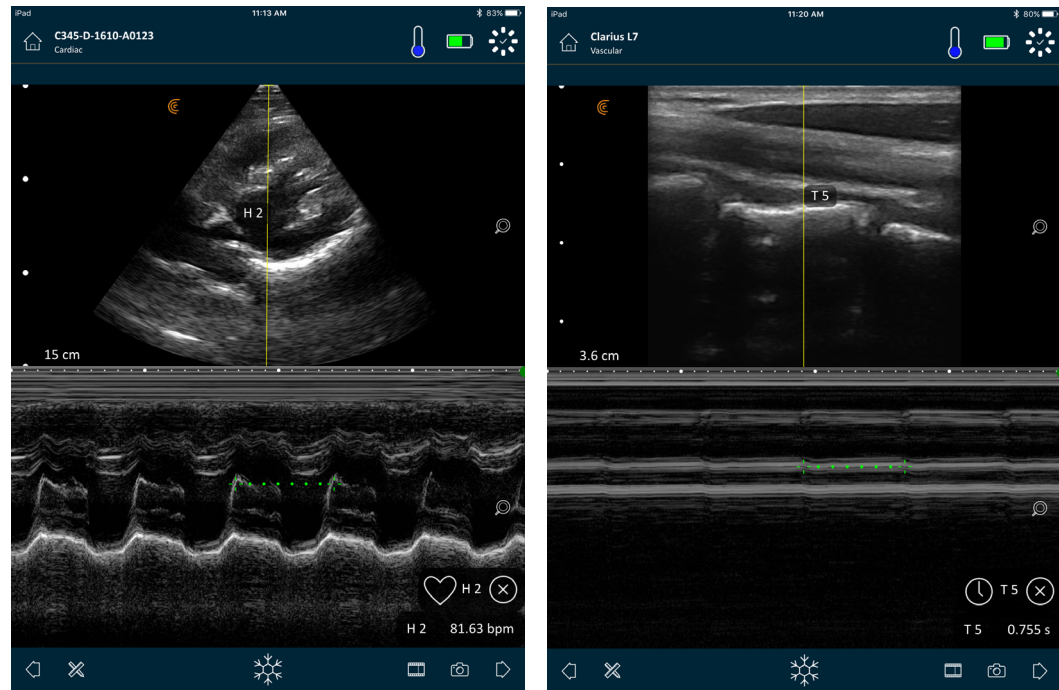 iPad
11:13 AM
83%
C345-D-1610-A0123
Cardiac
H 2
15 cm
H 2
H 2 81.63 bpm
iPad
11:20 AM
80%
Clarius L7
Vascular
T 5
3.6 cm
T 5
T 5 0.755 s